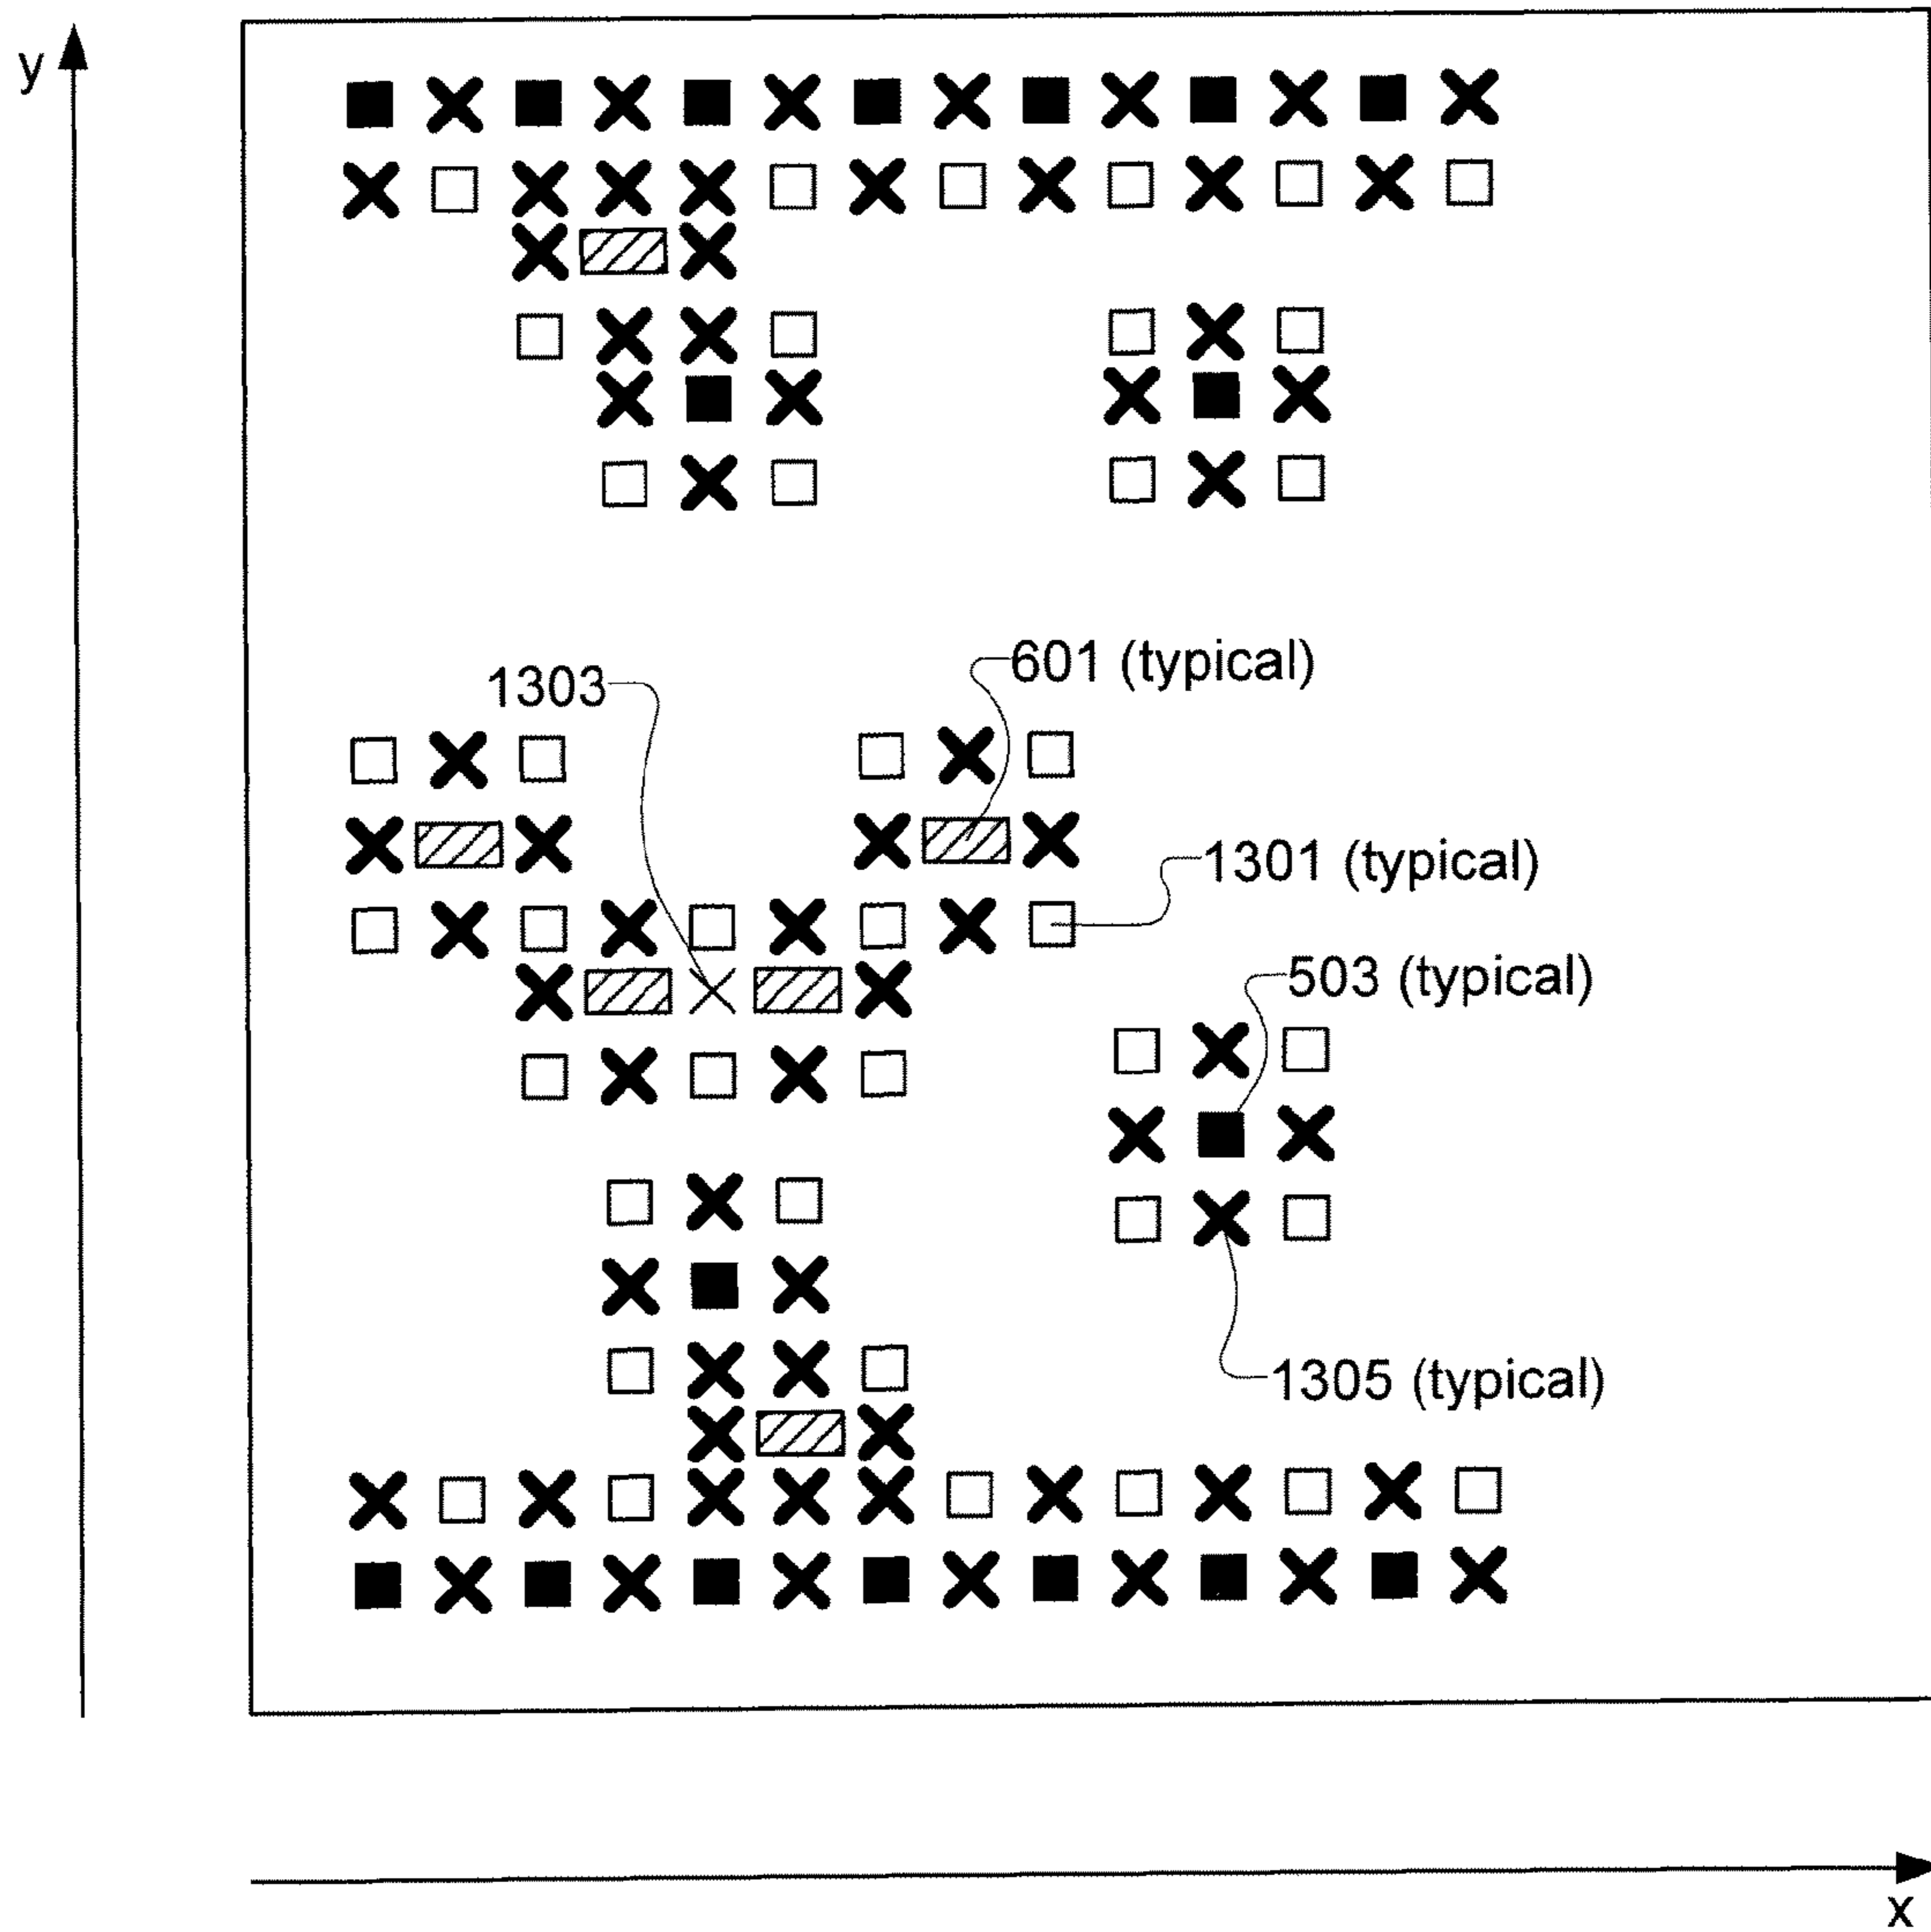 y
601 (typical)
1303
1301 (typical)
503 (typical)
1305 (typical)
x